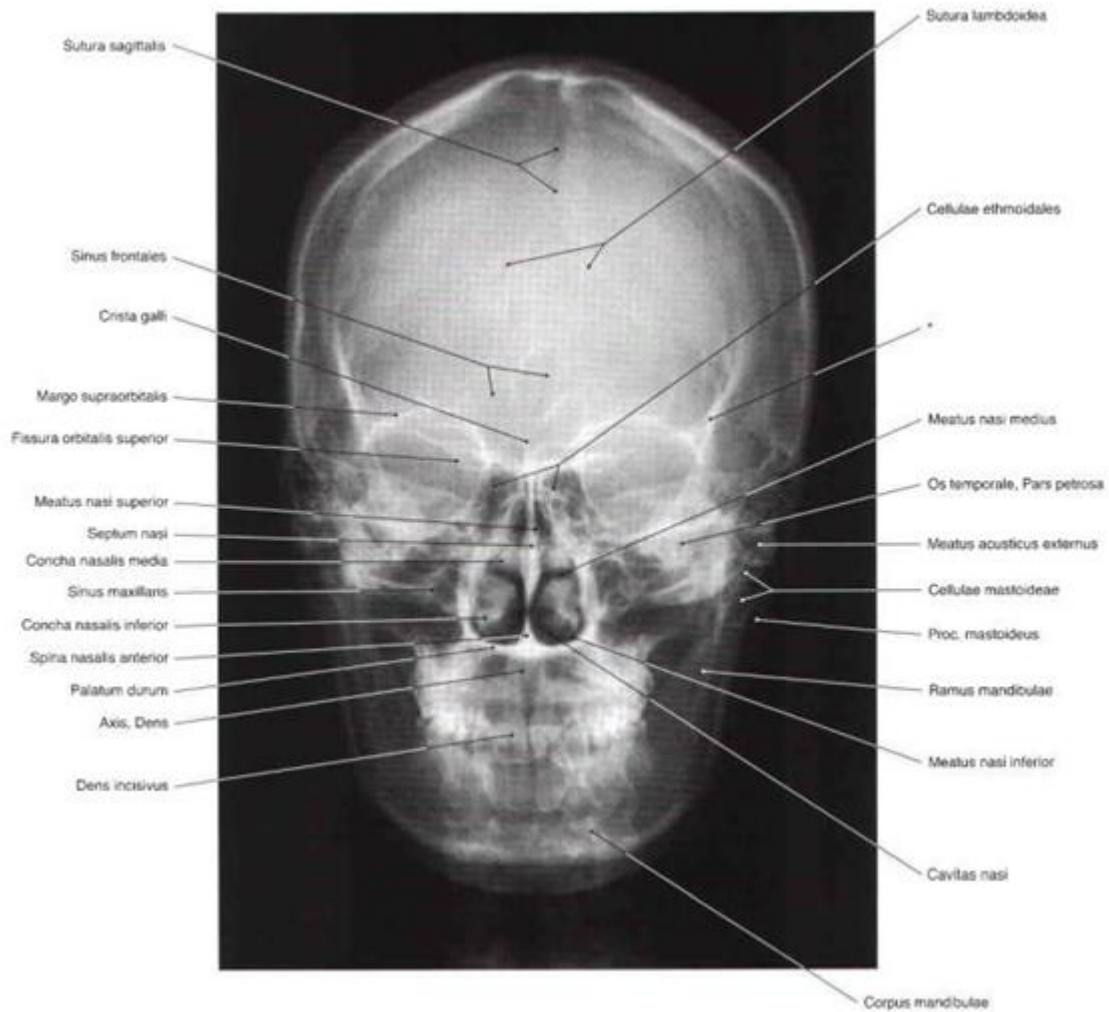 Sutura sagittalis
Sinus frontales
Crista galli
Margo supraorbitalis
Fissura orbitalis superior
Meatus nasi superior
Septum nasi
Concha nasalis media
Sinus maxillaris
Concha nasalis inferior
Spina nasalis anterior
Palatum durum
Axis, Dens
Dens incisivus
Sutura lambdoidea
Cellulae ethmoidales
*
Meatus nasi medius
Os temporale, Pars petrosa
Meatus acusticus externus
Cellulae mastoideae
Proc. mastoideus
Ramus mandibulae
Meatus nasi inferior
Cavitas nasi
Corpus mandibulae